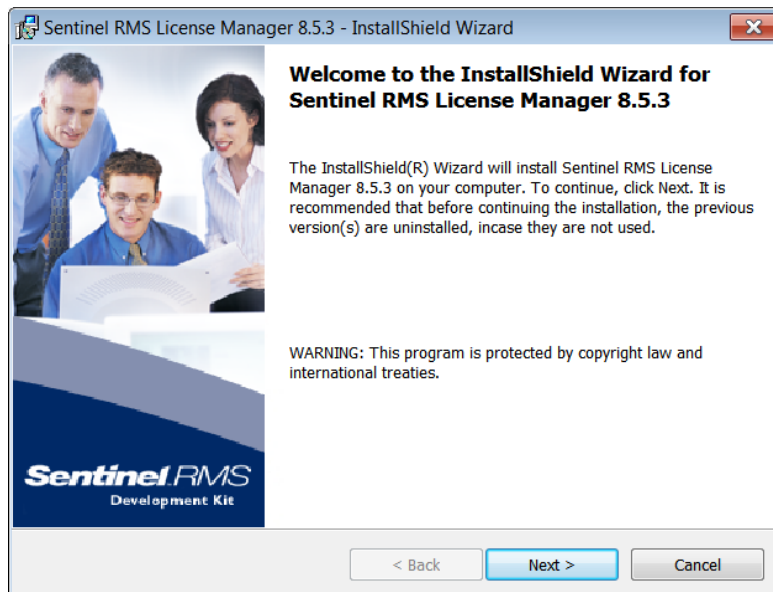 Sentinel RMS License Manager 8.5.3 - InstallShield Wizard
Welcome to the InstallShield Wizard for
Sentinel RMS License Manager 8.5.3
The InstallShield(R) Wizard will install Sentinel RMS License
Manager 8.5.3 on your computer. To continue, click Next. It is
recommended that before continuing the installation, the previous
version(s) are uninstalled, incase they are not used.
WARNING: This program is protected by copyright law and
international treaties.
Sentinel.RMS
Development Kit
< Back
Next >
Cancel